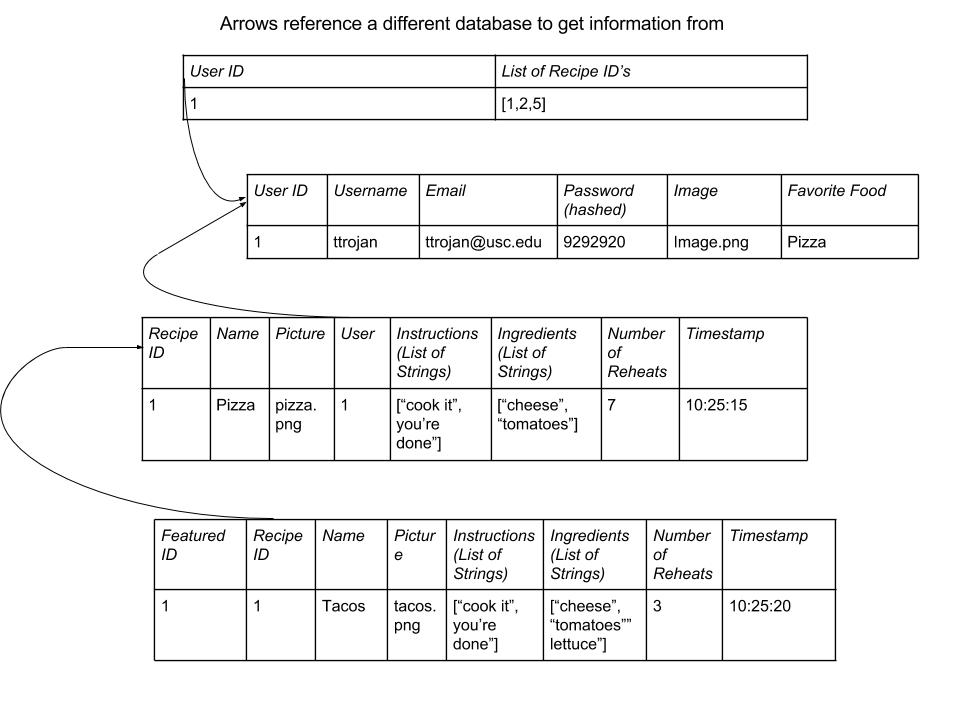 Arrows reference a different database to get information from
User ID List of Recipe ID's
1 [1,2,5]
User ID Username Email Password (hashed) Image Favorite Food
1 ttrojan ttrojan@usc.edu 9292920 Image.png Pizza
Recipe ID Name Picture User Instructions (List of Strings) Ingredients (List of Strings) Number of Reheats Timestamp
1 Pizza pizza.png 1 [“cook it”, you’re done”] [“cheese”, “tomatoes”] 7 10:25:15
Featured ID Recipe ID Name Picture Instructions (List of Strings) Ingredients (List of Strings) Number of Reheats Timestamp
1 1 Tacos tacos.png [“cook it”, you’re done”] [“cheese”, “tomatoes”” lettuce”] 3 10:25:20